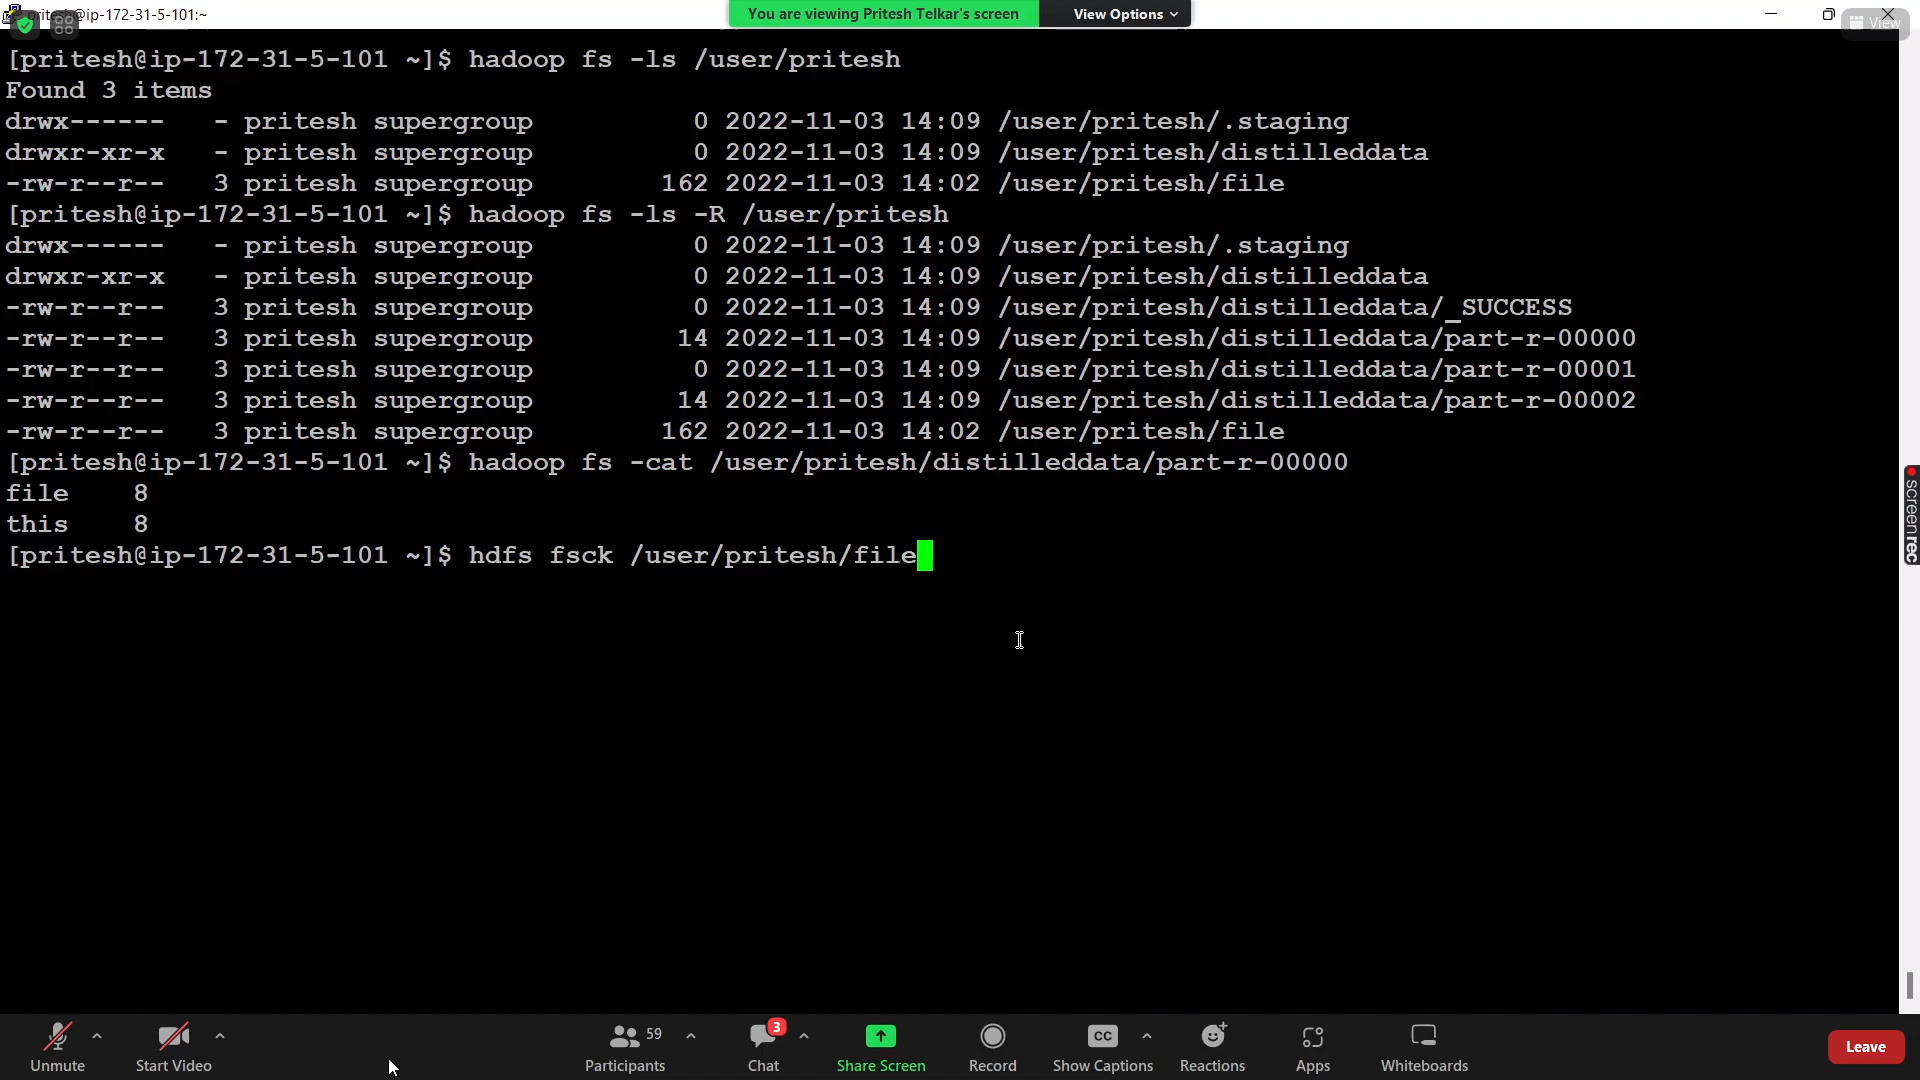 pritesh@ip-172-31-5-101:~
You are viewing Pritesh Telkar's screen
View Options
View
[pritesh@ip-172-31-5-101 ~]$ hadoop fs -ls /user/pritesh
Found 3 items
drwx------   - pritesh supergroup          0 2022-11-03 14:09 /user/pritesh/.staging
drwxr-xr-x   - pritesh supergroup          0 2022-11-03 14:09 /user/pritesh/distilleddata
-rw-r--r--   3 pritesh supergroup        162 2022-11-03 14:02 /user/pritesh/file
[pritesh@ip-172-31-5-101 ~]$ hadoop fs -ls -R /user/pritesh
drwx------   - pritesh supergroup          0 2022-11-03 14:09 /user/pritesh/.staging
drwxr-xr-x   - pritesh supergroup          0 2022-11-03 14:09 /user/pritesh/distilleddata
-rw-r--r--   3 pritesh supergroup          0 2022-11-03 14:09 /user/pritesh/distilleddata/_SUCCESS
-rw-r--r--   3 pritesh supergroup         14 2022-11-03 14:09 /user/pritesh/distilleddata/part-r-00000
-rw-r--r--   3 pritesh supergroup          0 2022-11-03 14:09 /user/pritesh/distilleddata/part-r-00001
-rw-r--r--   3 pritesh supergroup         14 2022-11-03 14:09 /user/pritesh/distilleddata/part-r-00002
-rw-r--r--   3 pritesh supergroup        162 2022-11-03 14:02 /user/pritesh/file
[pritesh@ip-172-31-5-101 ~]$ hadoop fs -cat /user/pritesh/distilleddata/part-r-00000
file    8
this    8
[pritesh@ip-172-31-5-101 ~]$ hdfs fsck /user/pritesh/file
screenrec
59
3
CC
Unmute
Start Video
Participants
Chat
Share Screen
Record
Show Captions
Reactions
Apps
Whiteboards
Leave